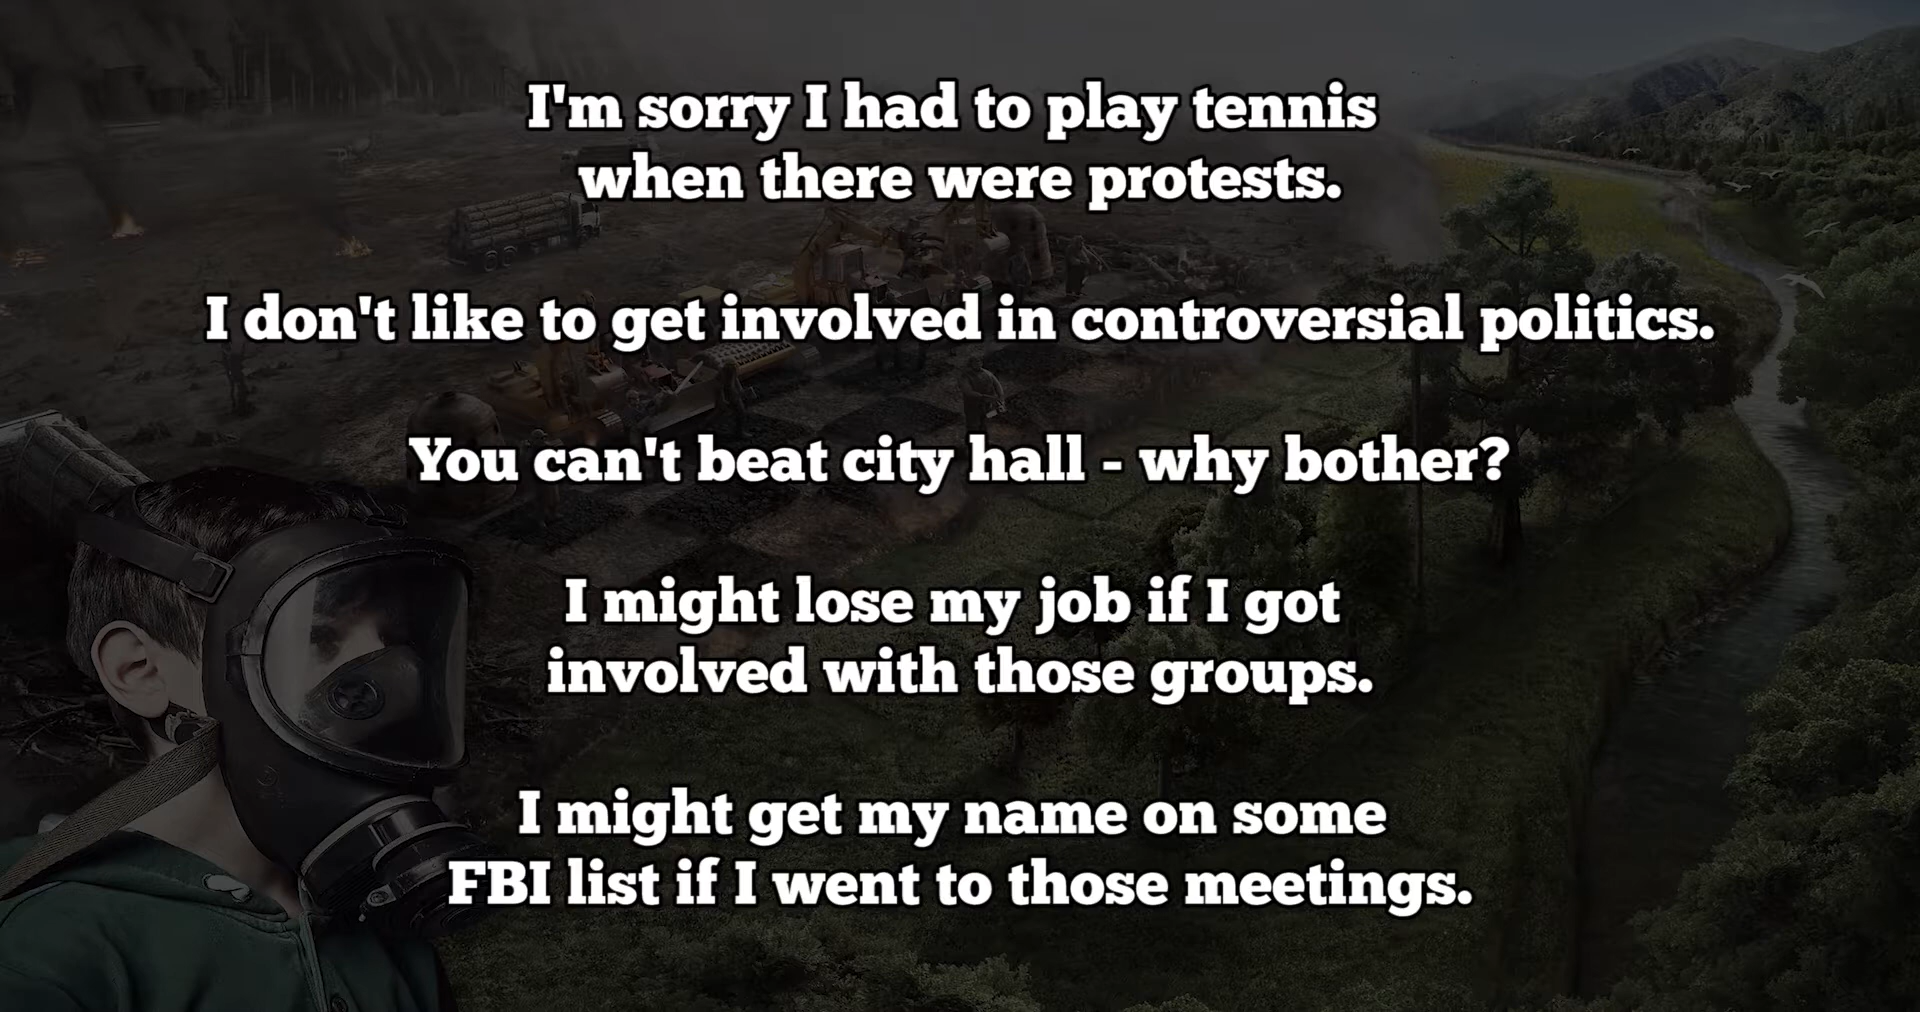 I'm sorry I had to play tennis
when there were protests.
I don't like to get involved in controversial politics.
You can't beat city hall - why bother?
I might lose my job if I got
involved with those groups.
I might get my name on some
FBI list if I went to those meetings.